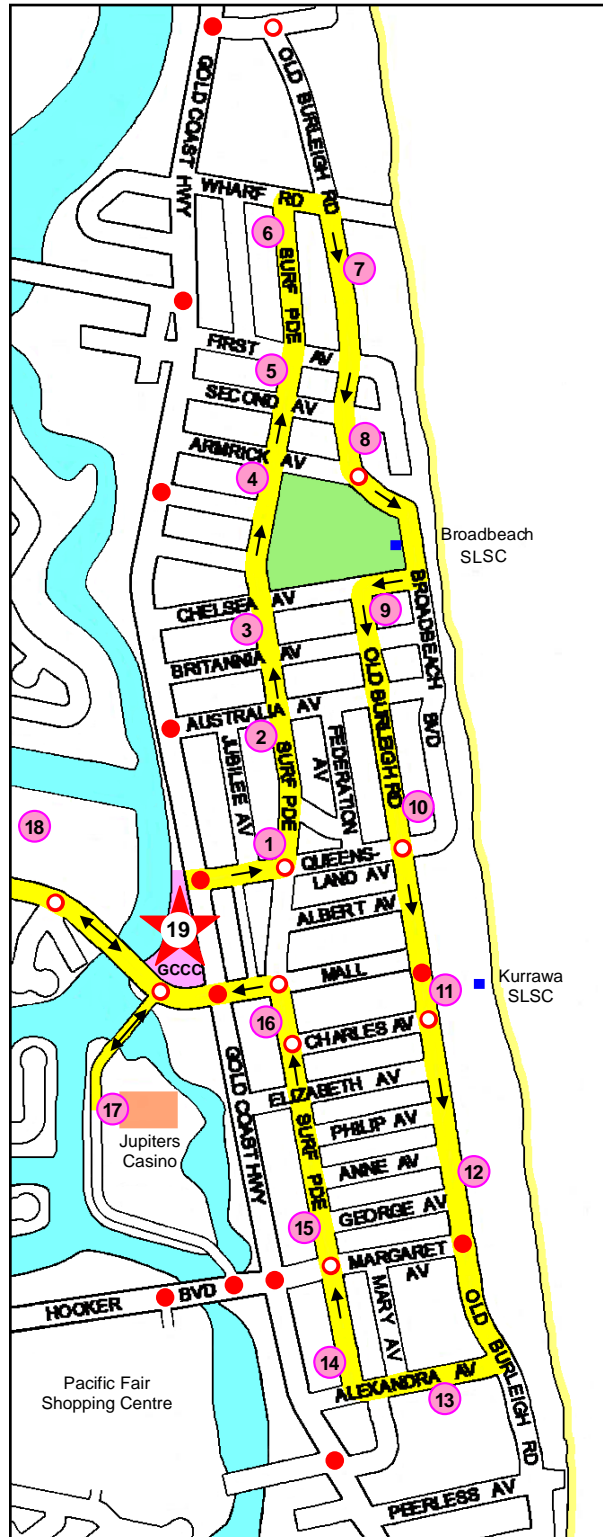 GOLD COAST HWY
OLD BURLEIGH RD
WHARF RD
6
SURF PDE
7
FIRST AV
5
SECOND AV
8
ARMRICK AV
4
Broadbeach
SLSC
CHELSEA AV
9
BROADBEACH BVD
3
BRITANNIA AV
OLD BURLEIGH RD
AUSTRALIA AV
2
JUBILEE AV
SURF PDE
FEDERATION
AV
10
18
1
QUEENS-
LAND AV
ALBERT AV
19
GCCC
MALL
Kurrawa
SLSC
11
16
CHARLES AV
GOLD COAST HWY
ELIZABETH AV
17
Jupiters
Casino
SURF PDE
PHILIP AV
ANNE AV
12
GEORGE AV
15
MARGARET
AV
HOOKER BVD
MARY AV
OLD BURLEIGH RD
14
ALEXANDRA AV
13
Pacific Fair
Shopping Centre
PEERLESS AV